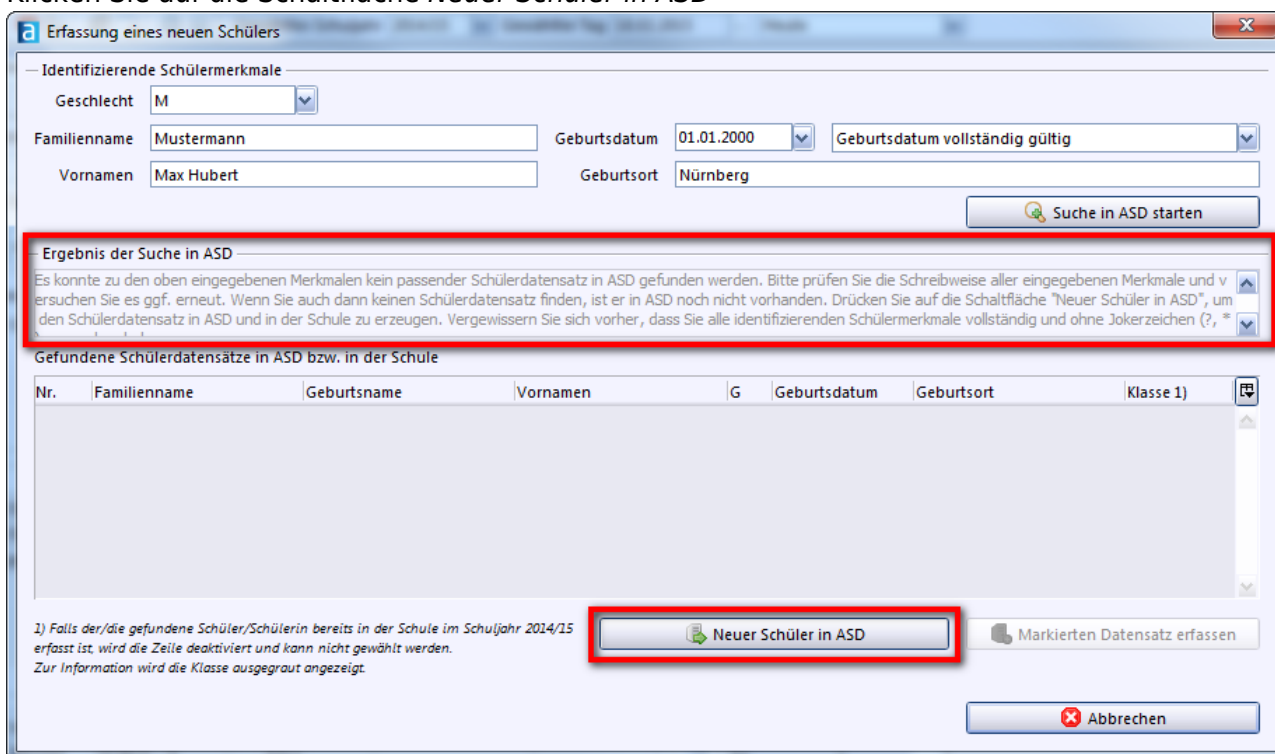 Klicken Sie auf die Schaltfläche Neuer Schüler in ASD
Erfassung eines neuen Schülers
Identifizierende Schülermerkmale
Geschlecht M
Familienname Mustermann Geburtsdatum 01.01.2000 Geburtsdatum vollständig gültig
Vornamen Max Hubert Geburtsort Nürnberg
Suche in ASD starten
Ergebnis der Suche in ASD
Es konnte zu den oben eingegebenen Merkmalen kein passender Schülerdatensatz in ASD gefunden werden. Bitte prüfen Sie die Schreibweise aller eingegebenen Merkmale und v
ersuchen Sie es ggf. erneut. Wenn Sie auch dann keinen Schülerdatensatz finden, ist er in ASD noch nicht vorhanden. Drücken Sie auf die Schaltfläche "Neuer Schüler in ASD", um
den Schülerdatensatz in ASD und in der Schule zu erzeugen. Vergewissern Sie sich vorher, dass Sie alle identifizierenden Schülermerkmale vollständig und ohne Jokerzeichen (?, *
Gefundene Schülerdatensätze in ASD bzw. in der Schule
Nr. Familienname Geburtsname Vornamen G Geburtsdatum Geburtsort Klasse 1)
1) Falls der/die gefundene Schüler/Schülerin bereits in der Schule im Schuljahr 2014/15
erfasst ist, wird die Zeile deaktiviert und kann nicht gewählt werden.
Zur Information wird die Klasse ausgegraut angezeigt.
Neuer Schüler in ASD
Markierten Datensatz erfassen
Abbrechen